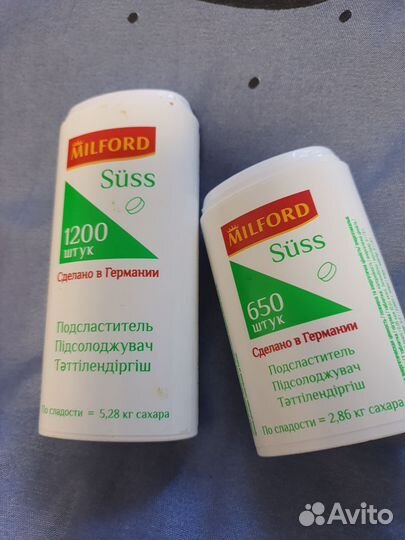 MILFORD
Süss
1200
штук
Сделано в Германии
Подсластитель
Підсолоджувач
Тәттілендіргіш
По сладости = 5,28 кг сахара
MILFORD
Süss
650
штук
Сделано в Германии
Подсластитель
Підсолоджувач
Тәттілендіргіш
По сладости = 2,86 кг сахара
Avito